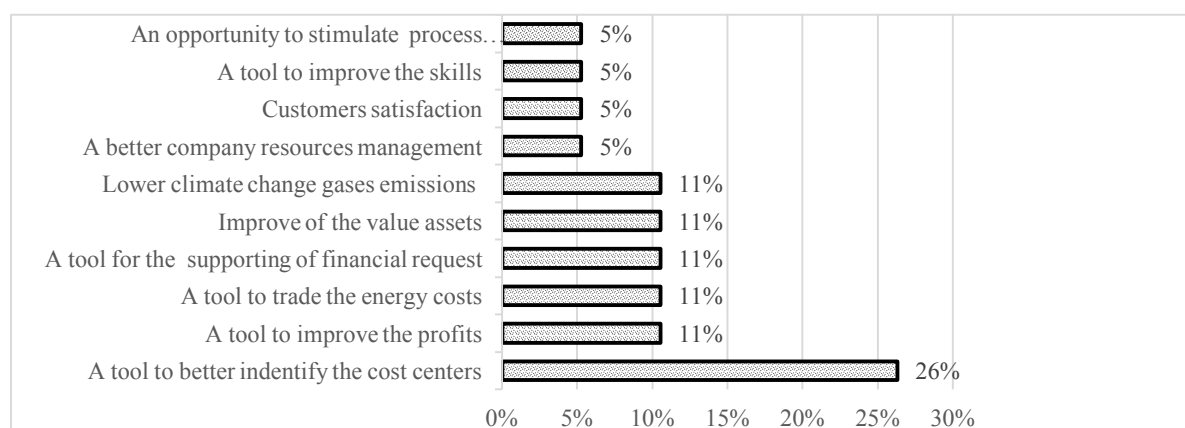 An opportunity to stimulate process… 5%
A tool to improve the skills 5%
Customers satisfaction 5%
A better company resources management 5%
Lower climate change gases emissions 11%
Improve of the value assets 11%
A tool for the supporting of financial request 11%
A tool to trade the energy costs 11%
A tool to improve the profits 11%
A tool to better indentify the cost centers 26%
0% 5% 10% 15% 20% 25% 30%